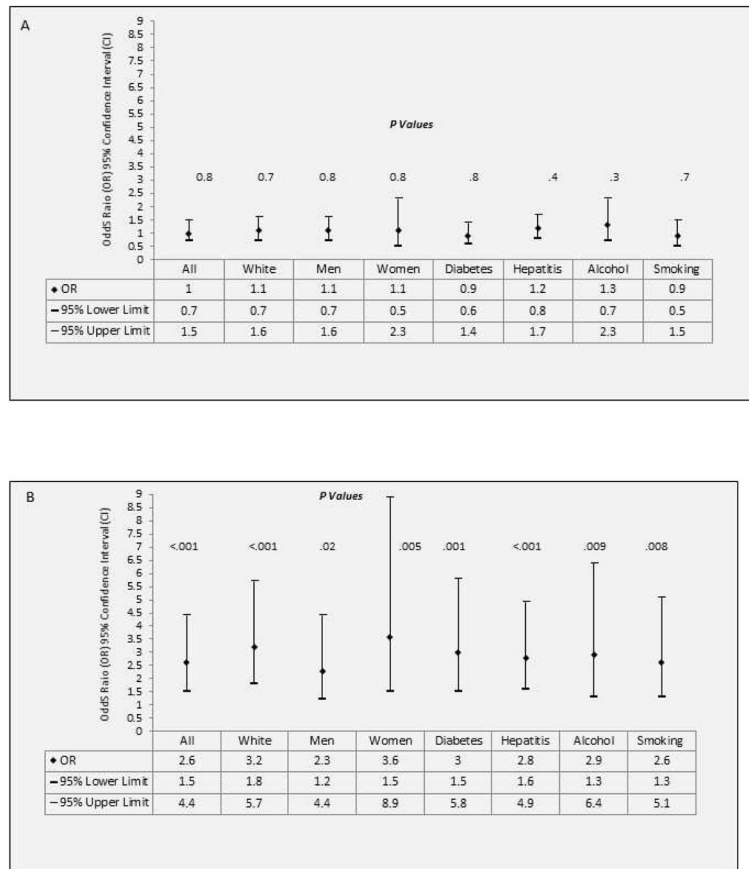 A
OddS Raio (OR) 95% Confidence Interval (CI)
9
8.5
8
7.5
7
6.5
6
5.5
5
4.5
4
3.5
3
2.5
2
1.5
1
0.5
0
P Values
0.8 0.7 0.8 0.8 .8 .4 .3 .7
All White Men Women Diabetes Hepatitis Alcohol Smoking
OR 1 1.1 1.1 1.1 0.9 1.2 1.3 0.9
95% Lower Limit 0.7 0.7 0.7 0.5 0.6 0.8 0.7 0.5
95% Upper Limit 1.5 1.6 1.6 2.3 1.4 1.7 2.3 1.5
B
OddS Raio (OR) 95% Confidence Interval (CI)
9
8.5
8
7.5
7
6.5
6
5.5
5
4.5
4
3.5
3
2.5
2
1.5
1
0.5
0
P Values
<.001 <.001 .02 .005 .001 <.001 .009 .008
All White Men Women Diabetes Hepatitis Alcohol Smoking
OR 2.6 3.2 2.3 3.6 3 2.8 2.9 2.6
95% Lower Limit 1.5 1.8 1.2 1.5 1.5 1.6 1.3 1.3
95% Upper Limit 4.4 5.7 4.4 8.9 5.8 4.9 6.4 5.1